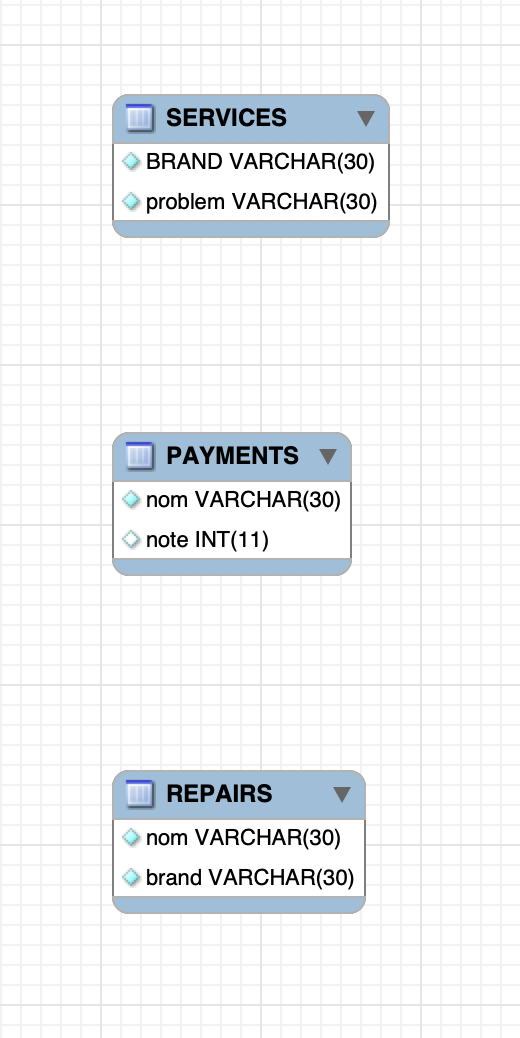 SERVICES
BRAND VARCHAR(30)
problem VARCHAR(30)
PAYMENTS
nom VARCHAR(30)
note INT(11)
REPAIRS
nom VARCHAR(30)
brand VARCHAR(30)